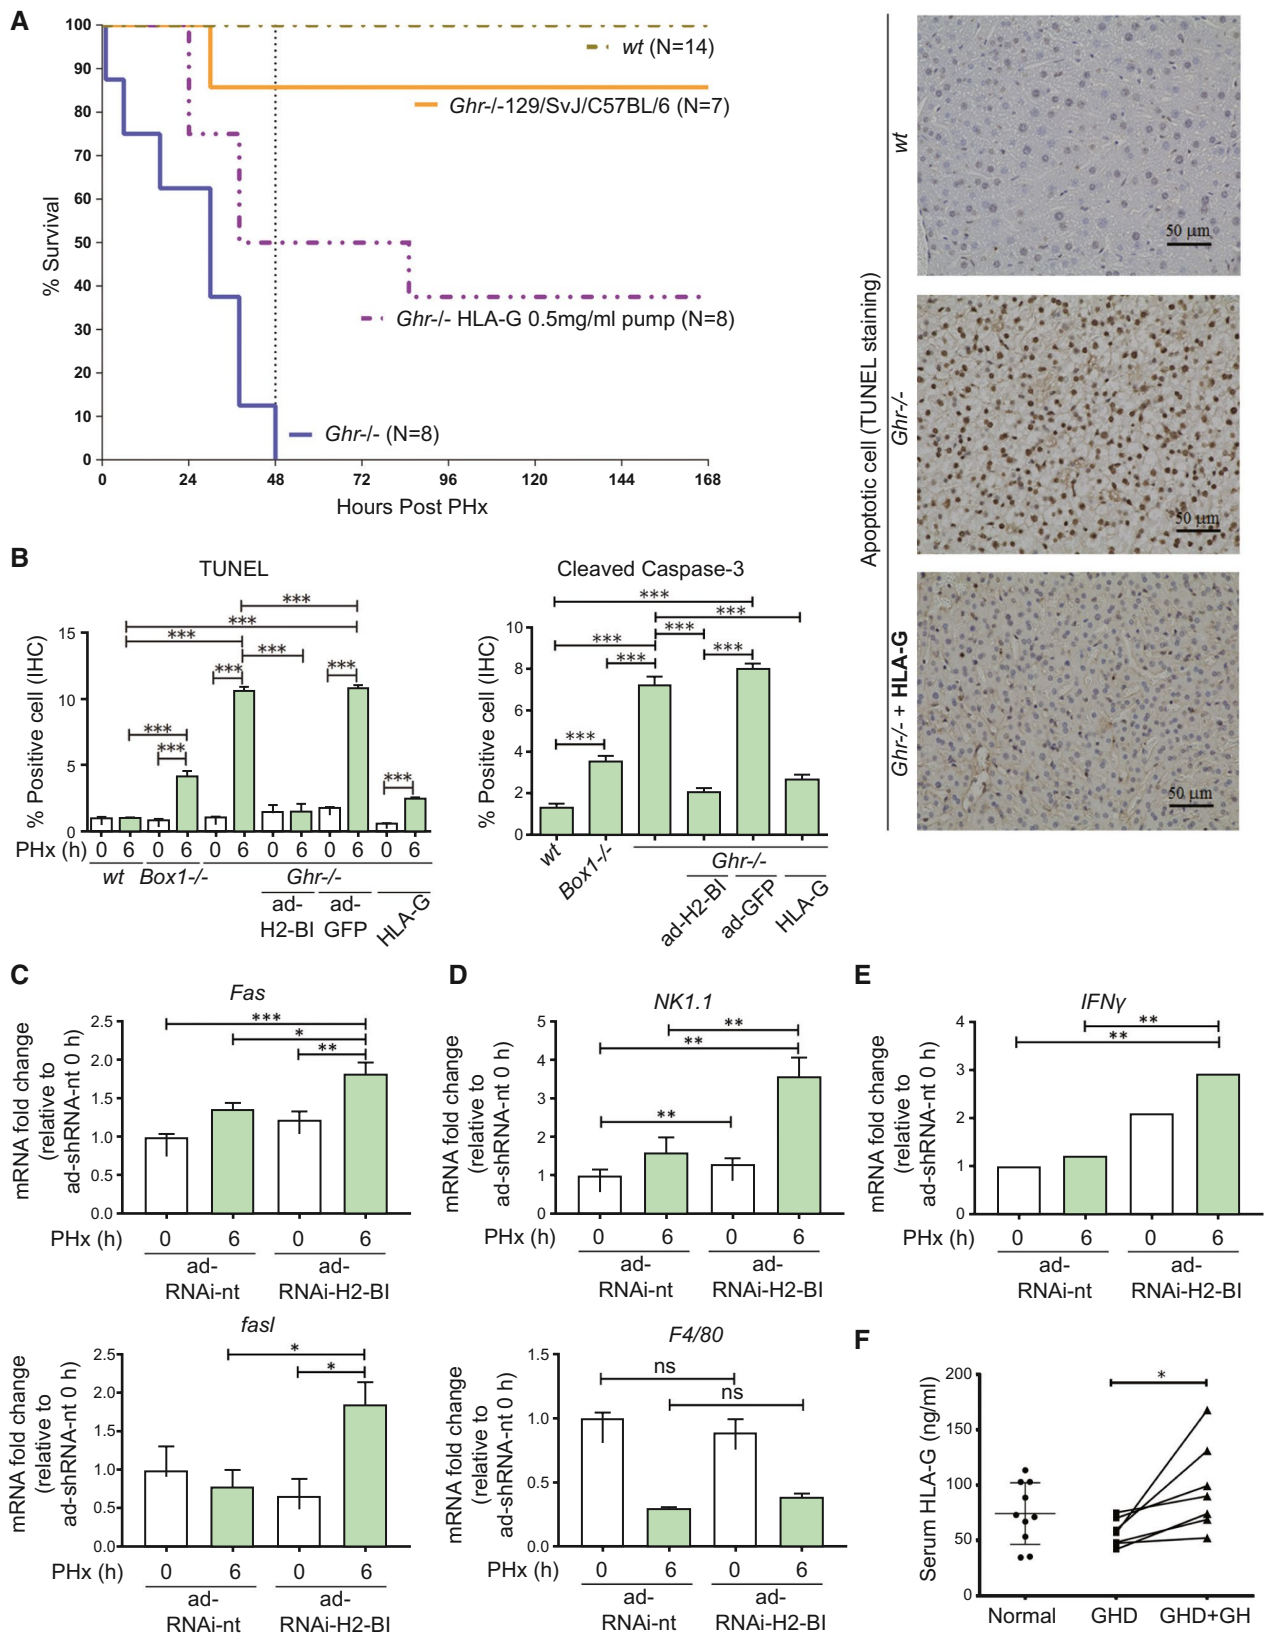 A
100
90
80
70
60
50
40
30
20
10
0
% Survival
0 24 48 72 96 120 144 168
Hours Post PHx
wt (N=14)
Ghr-/-129/SvJ/C57BL/6 (N=7)
Ghr-/- HLA-G 0.5mg/ml pump (N=8)
Ghr-/- (N=8)
Apoptotic cell (TUNEL staining)
wt
50 µm
Ghr-/-
50 µm
Ghr-/- + HLA-G
50 µm
B
TUNEL
% Positive cell (IHC)
15
10
5
0
***
***
***
***
***
***
***
***
***
PHx (h) 0 6 0 6 0 6 0 6 0 6 0 6
wt Box1-/- Ghr-/-
ad-
H2-BI
ad-
GFP
HLA-G
Cleaved Caspase-3
% Positive cell (IHC)
10
8
6
4
2
0
***
***
***
***
***
***
***
wt
Box1-/-
Ghr-/-
ad-H2-BI
ad-GFP
HLA-G
C
Fas
mRNA fold change
(relative to
ad-shRNA-nt 0 h)
2.5
2.0
1.5
1.0
0.5
0.0
***
*
**
PHx (h) 0 6 0 6
ad-
RNAi-nt
ad-
RNAi-H2-BI
fasl
mRNA fold change
(relative to
ad-shRNA-nt 0 h)
2.5
2.0
1.5
1.0
0.5
0.0
*
*
PHx (h) 0 6 0 6
ad-
RNAi-nt
ad-
RNAi-H2-BI
D
NK1.1
mRNA fold change
(relative to
ad-shRNA-nt 0 h)
5
4
3
2
1
0
**
**
**
PHx (h) 0 6 0 6
ad-
RNAi-nt
ad-
RNAi-H2-BI
F4/80
mRNA fold change
(relative to
ad-shRNA-nt 0 h)
1.5
1.0
0.5
0.0
ns
ns
PHx (h) 0 6 0 6
ad-
RNAi-nt
ad-
RNAi-H2-BI
E
IFNγ
mRNA fold change
(relative to
ad-shRNA-nt 0 h)
4
3
2
1
0
**
**
PHx (h) 0 6 0 6
ad-
RNAi-nt
ad-
RNAi-H2-BI
F
Serum HLA-G (ng/ml)
200
150
100
50
0
*
Normal GHD GHD+GH